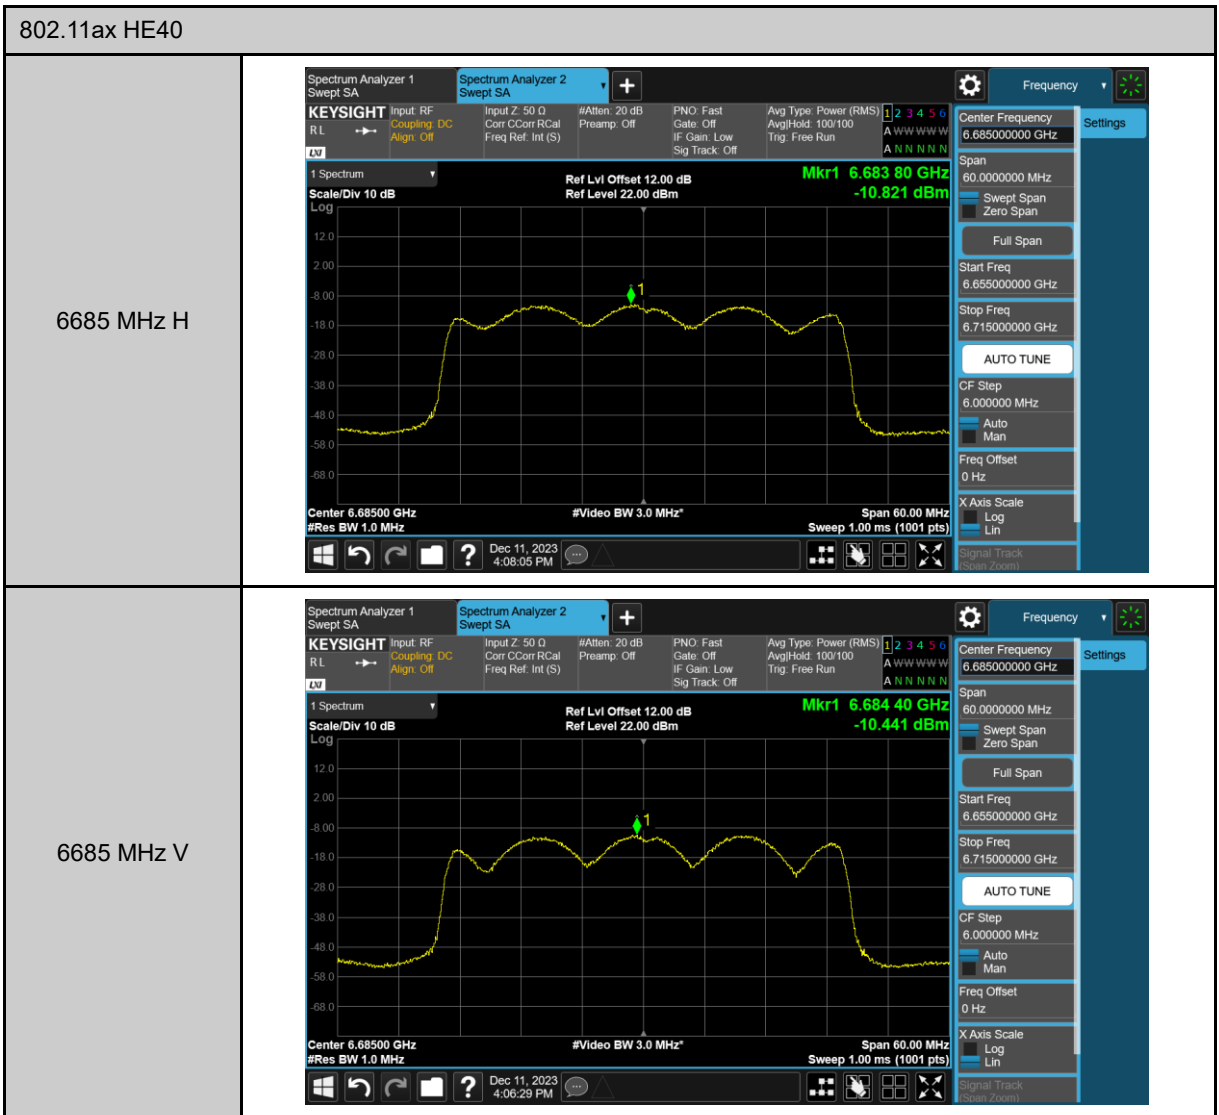 802.11ax HE40
6685 MHz H
Spectrum Analyzer 1
Swept SA
Spectrum Analyzer 2
Swept SA
Frequency
KEYSIGHT
RL
LXI
Input: RF
Coupling: DC
Align: Off
Input Z: 50 Ω
Corr CCorr RCal
Freq Ref: Int (S)
#Atten: 20 dB
Preamp: Off
PNO: Fast
Gate: Off
IF Gain: Low
Sig Track: Off
Avg Type: Power (RMS)
Avg|Hold: 100/100
Trig: Free Run
1 2 3 4 5 6
A W W W W W
A N N N N N
1 Spectrum
Scale/Div 10 dB
Log
Ref Lvl Offset 12.00 dB
Ref Level 22.00 dBm
Mkr1 6.683 80 GHz
-10.821 dBm
12.0
2.00
-8.00
-18.0
-28.0
-38.0
-48.0
-58.0
-68.0
1
Center 6.68500 GHz
#Res BW 1.0 MHz
#Video BW 3.0 MHz*
Span 60.00 MHz
Sweep 1.00 ms (1001 pts)
Dec 11, 2023
4:08:05 PM
Center Frequency
6.685000000 GHz
Settings
Span
60.0000000 MHz
Swept Span
Zero Span
Full Span
Start Freq
6.655000000 GHz
Stop Freq
6.715000000 GHz
AUTO TUNE
CF Step
6.000000 MHz
Auto
Man
Freq Offset
0 Hz
X Axis Scale
Log
Lin
Signal Track
(Span Zoom)
6685 MHz V
Spectrum Analyzer 1
Swept SA
Spectrum Analyzer 2
Swept SA
Frequency
KEYSIGHT
RL
LXI
Input: RF
Coupling: DC
Align: Off
Input Z: 50 Ω
Corr CCorr RCal
Freq Ref: Int (S)
#Atten: 20 dB
Preamp: Off
PNO: Fast
Gate: Off
IF Gain: Low
Sig Track: Off
Avg Type: Power (RMS)
Avg|Hold: 100/100
Trig: Free Run
1 2 3 4 5 6
A W W W W W
A N N N N N
1 Spectrum
Scale/Div 10 dB
Log
Ref Lvl Offset 12.00 dB
Ref Level 22.00 dBm
Mkr1 6.684 40 GHz
-10.441 dBm
12.0
2.00
-8.00
-18.0
-28.0
-38.0
-48.0
-58.0
-68.0
1
Center 6.68500 GHz
#Res BW 1.0 MHz
#Video BW 3.0 MHz*
Span 60.00 MHz
Sweep 1.00 ms (1001 pts)
Dec 11, 2023
4:06:29 PM
Center Frequency
6.685000000 GHz
Settings
Span
60.0000000 MHz
Swept Span
Zero Span
Full Span
Start Freq
6.655000000 GHz
Stop Freq
6.715000000 GHz
AUTO TUNE
CF Step
6.000000 MHz
Auto
Man
Freq Offset
0 Hz
X Axis Scale
Log
Lin
Signal Track
(Span Zoom)